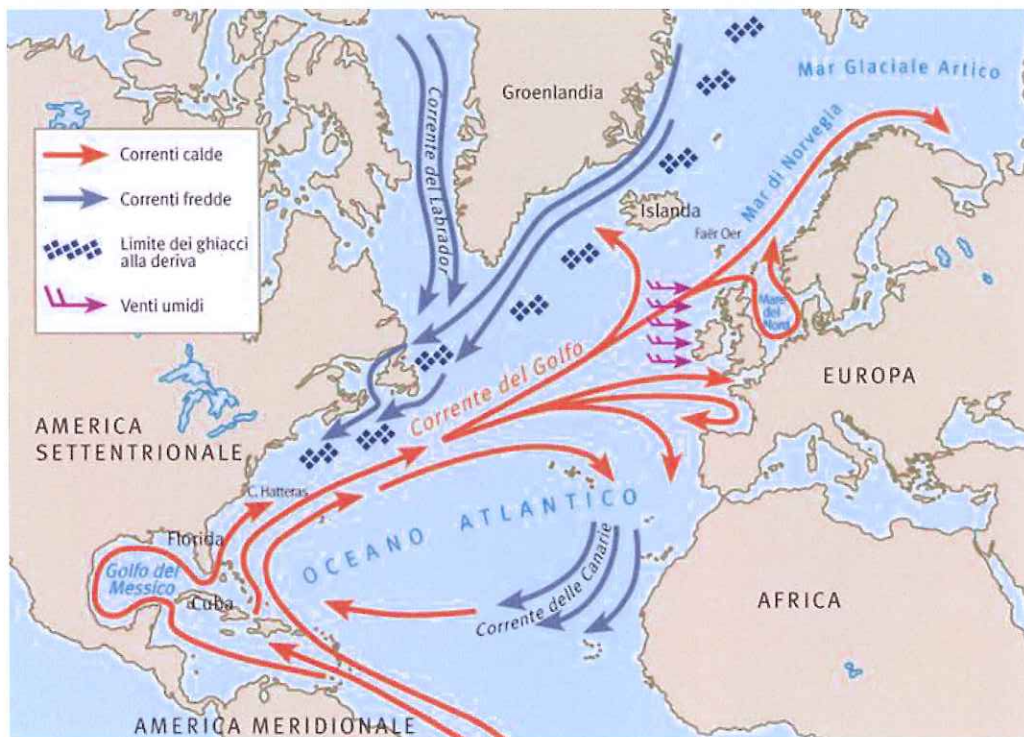 Mar Glaciale Artico
Groenlandia
Corrente del Labrador
Mar di Norvegia
Correnti calde
Correnti fredde
Limite dei ghiacci
alla deriva
Venti umidi
Islanda
Faër Oer
Mare
del
Nord
Corrente del Golfo
EUROPA
AMERICA
SETTENTRIONALE
C. Hatteras
OCEANO ATLANTICO
Florida
Golfo del
Messico
Cuba
Corrente delle Canarie
AFRICA
AMERICA MERIDIONALE